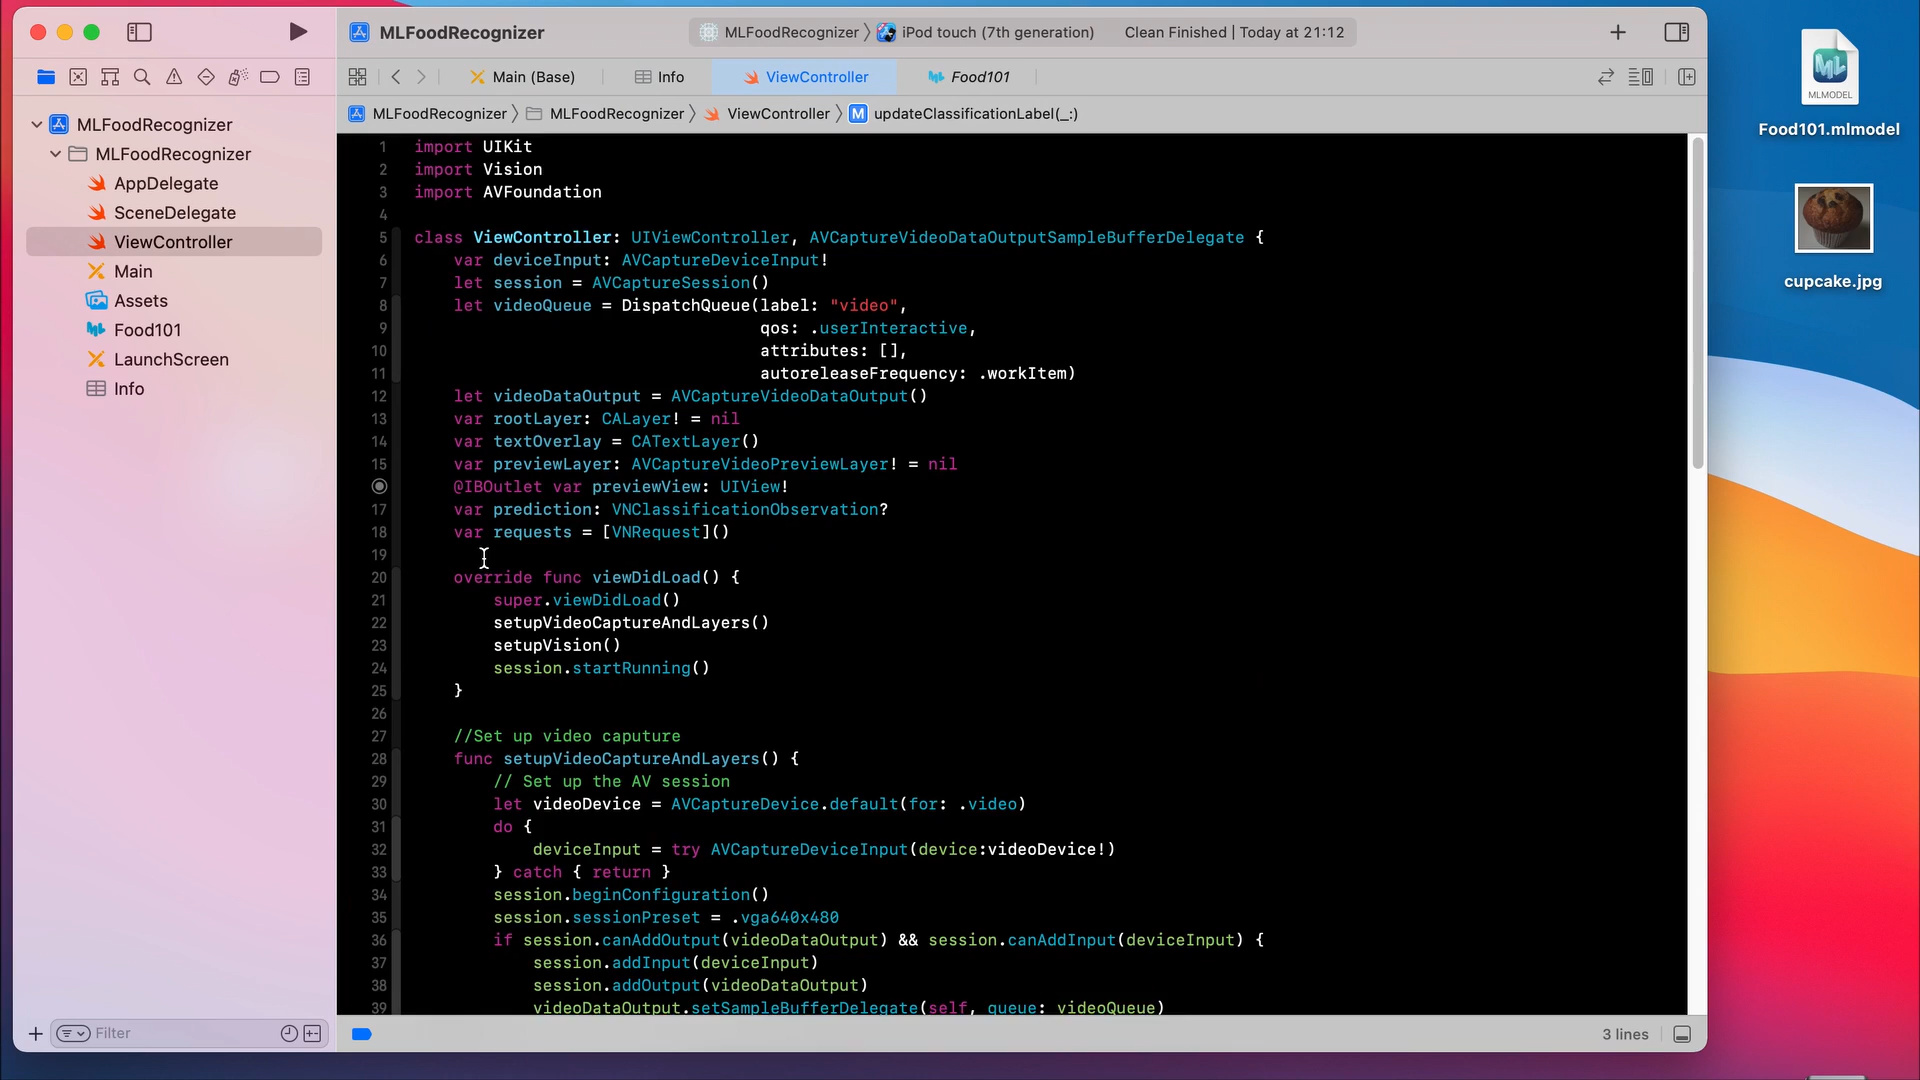 MLFoodRecognizer
MLFoodRecognizer 〉 iPod touch (7th generation)
Clean Finished | Today at 21:12
Main (Base)
Info
ViewController
Food101
MLFoodRecognizer 〉 MLFoodRecognizer 〉 ViewController 〉 M updateClassificationLabel(_:)
MLFoodRecognizer
MLFoodRecognizer
AppDelegate
SceneDelegate
ViewController
Main
Assets
Food101
LaunchScreen
Info
Filter
1 import UIKit
2 import Vision
3 import AVFoundation
4
5 class ViewController: UIViewController, AVCaptureVideoDataOutputSampleBufferDelegate {
6 var deviceInput: AVCaptureDeviceInput!
7 let session = AVCaptureSession()
8 let videoQueue = DispatchQueue(label: "video",
9 qos: .userInteractive,
10 attributes: [],
11 autoreleaseFrequency: .workItem)
12 let videoDataOutput = AVCaptureVideoDataOutput()
13 var rootLayer: CALayer! = nil
14 var textOverlay = CATextLayer()
15 var previewLayer: AVCaptureVideoPreviewLayer! = nil
@IBOutlet var previewView: UIView!
17 var prediction: VNClassificationObservation?
18 var requests = [VNRequest]()
19
20 override func viewDidLoad() {
21 super.viewDidLoad()
22 setupVideoCaptureAndLayers()
23 setupVision()
24 session.startRunning()
25 }
26
27 //Set up video caputure
28 func setupVideoCaptureAndLayers() {
29 // Set up the AV session
30 let videoDevice = AVCaptureDevice.default(for: .video)
31 do {
32 deviceInput = try AVCaptureDeviceInput(device:videoDevice!)
33 } catch { return }
34 session.beginConfiguration()
35 session.sessionPreset = .vga640x480
36 if session.canAddOutput(videoDataOutput) && session.canAddInput(deviceInput) {
37 session.addInput(deviceInput)
38 session.addOutput(videoDataOutput)
39 videoDataOutput.setSampleBufferDelegate(self, queue: videoQueue)
3 lines
ML
MLMODEL
Food101.mlmodel
cupcake.jpg